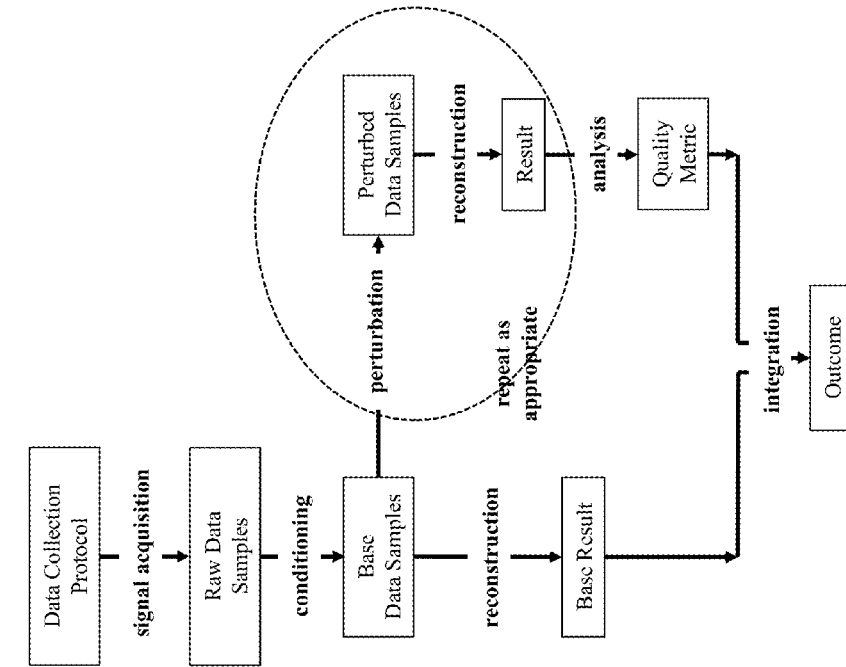 Data Collection
Protocol
signal acquisition
Raw Data
Samples
conditioning
Base
Data Samples
perturbation
Perturbed
Data Samples
reconstruction
Result
repeat as
appropriate
analysis
Quality
Metric
reconstruction
Base Result
integration
Outcome